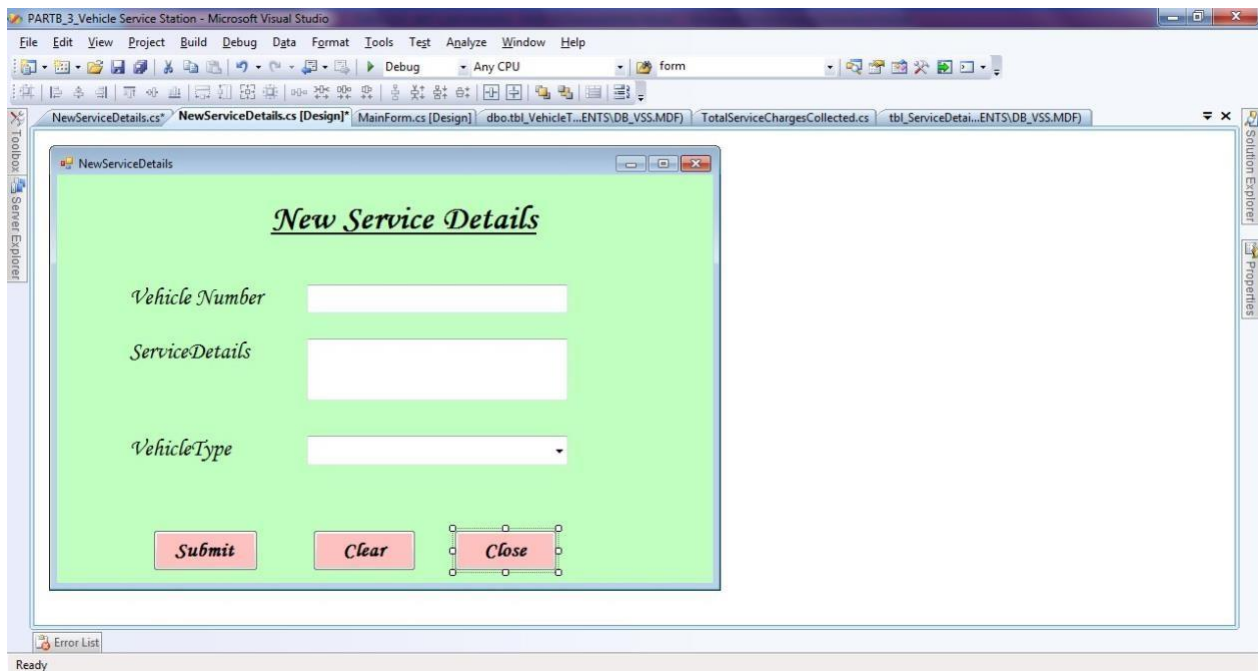 PARTB_3_Vehicle Service Station - Microsoft Visual Studio
File Edit View Project Build Debug Data Format Tools Test Analyze Window Help
Debug Any CPU form
NewServiceDetails.cs* NewServiceDetails.cs [Design]* MainForm.cs [Design] dbo.tbl_VehicleT...ENTS\DB_VSS.MDF) TotalServiceChargesCollected.cs tbl_ServiceDetai...ENTS\DB_VSS.MDF)
Toolbox
Server Explorer
Solution Explorer
Properties
NewServiceDetails
New Service Details
Vehicle Number
ServiceDetails
VehicleType
Submit Clear Close
Error List
Ready